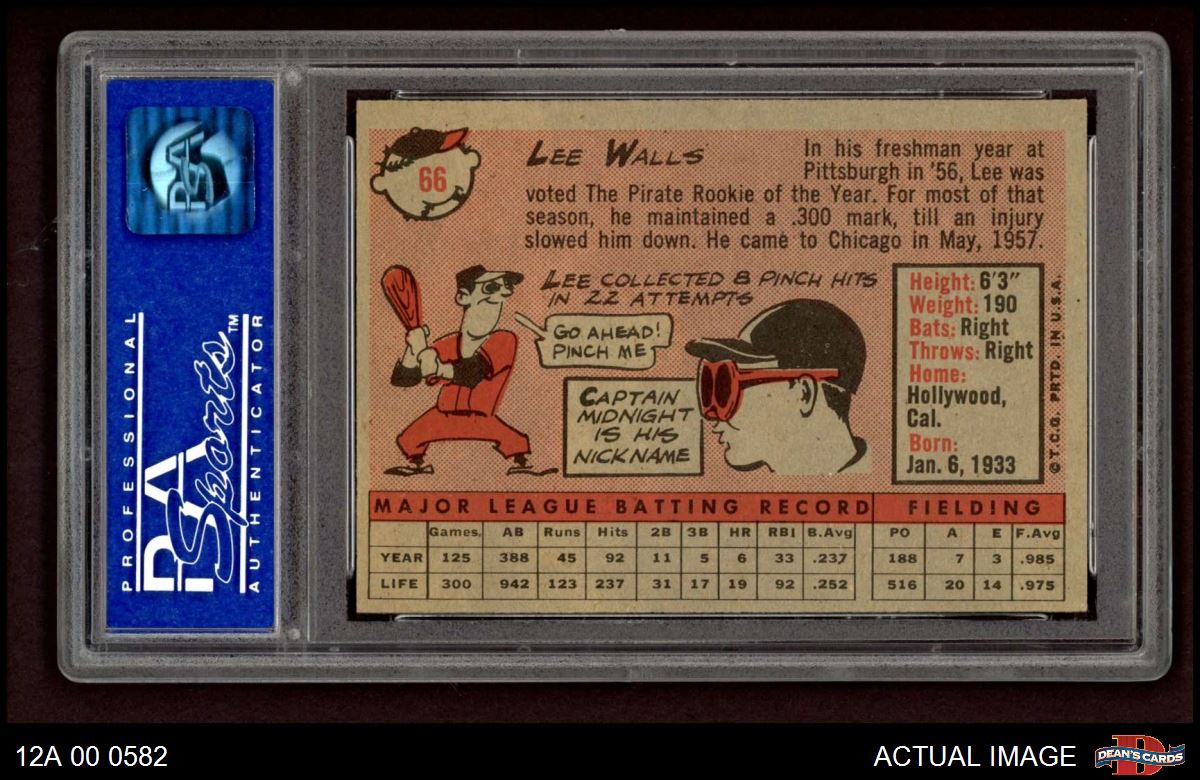 PSA
PROFESSIONAL
PSA
Sports™
AUTHENTICATOR
66
LEE WALLS
In his freshman year at
Pittsburgh in '56, Lee was
voted The Pirate Rookie of the Year. For most of that
season, he maintained a .300 mark, till an injury
slowed him down. He came to Chicago in May, 1957.
LEE COLLECTED 8 PINCH HITS
IN 22 ATTEMPTS
GO AHEAD!
PINCH ME
CAPTAIN
MIDNIGHT
IS HIS
NICKNAME
Height: 6'3"
Weight: 190
Bats: Right
Throws: Right
Home:
Hollywood,
Cal.
Born:
Jan. 6, 1933
©T.C.G. PRTD. IN U.S.A.
MAJOR LEAGUE BATTING RECORD FIELDING
Games AB Runs Hits 2B 3B HR RBI B.Avg PO A E F.Avg
YEAR 125 388 45 92 11 5 6 33 .237 188 7 3 .985
LIFE 300 942 123 237 31 17 19 92 .252 516 20 14 .975
12A 00 0582
ACTUAL IMAGE
D
DEAN'S CARDS